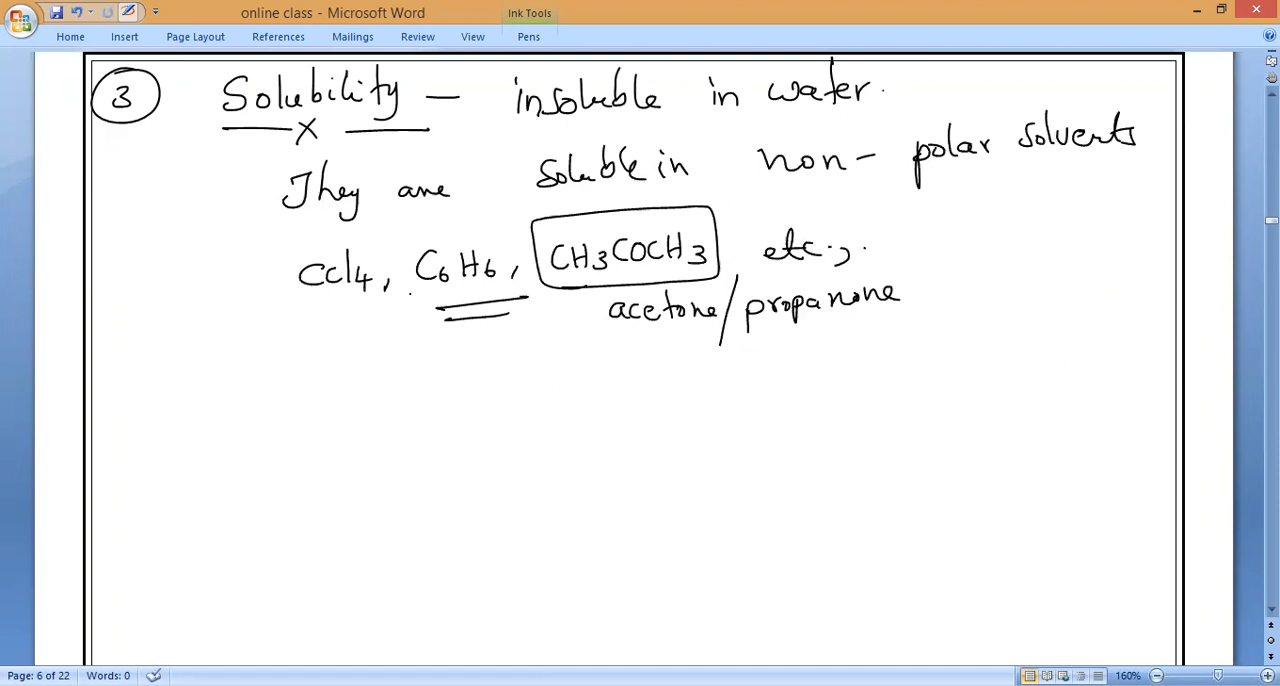 online class - Microsoft Word
Ink Tools
Home Insert Page Layout References Mailings Review View Pens
3 Solubility - insoluble in water.
They are soluble in non-polar solvents
CCl4, C6H6, CH3COCH3 etc.,
acetone/propanone
Page: 6 of 22 Words: 0 160%